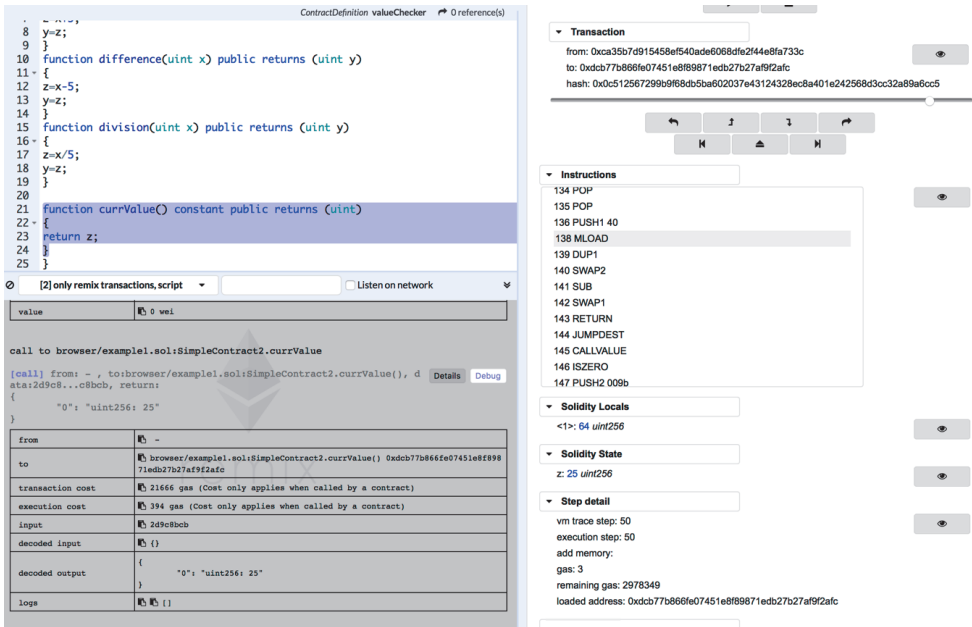 ContractDefinition valueChecker 0 reference(s)
7 z=x+5;
8 y=z;
9 }
10 function difference(uint x) public returns (uint y)
11 {
12 z=x-5;
13 y=z;
14 }
15 function division(uint x) public returns (uint y)
16 {
17 z=x/5;
18 y=z;
19 }
20
21 function currValue() constant public returns (uint)
22 {
23 return z;
24 }
25 }
[2] only remix transactions, script
Listen on network
value 0 wei
call to browser/example1.sol:SimpleContract2.currValue
[call] from: - , to:browser/example1.sol:SimpleContract2.currValue(), d
ata:2d9c8...c8bcb, return:
{
"0": "uint256: 25"
}
Details Debug
from -
to browser/example1.sol:SimpleContract2.currValue() 0xdcb77b866fe07451e8f898
71edb27b27af9f2afc
transaction cost 21666 gas (Cost only applies when called by a contract)
execution cost 394 gas (Cost only applies when called by a contract)
input 2d9c8bcb
decoded input {}
decoded output {
"0": "uint256: 25"
}
logs []
remix
Transaction
from: 0xca35b7d915458ef540ade6068dfe2f44e8fa733c
to: 0xdcb77b866fe07451e8f89871edb27b27af9f2afc
hash: 0x0c512567299b9f68db5ba602037e43124328ec8a401e242568d3cc32a89a6cc5
Instructions
134 POP
135 POP
136 PUSH1 40
138 MLOAD
139 DUP1
140 SWAP2
141 SUB
142 SWAP1
143 RETURN
144 JUMPDEST
145 CALLVALUE
146 ISZERO
147 PUSH2 009b
Solidity Locals
<1>: 64 uint256
Solidity State
z: 25 uint256
Step detail
vm trace step: 50
execution step: 50
add memory:
gas: 3
remaining gas: 2978349
loaded address: 0xdcb77b866fe07451e8f89871edb27b27af9f2afc